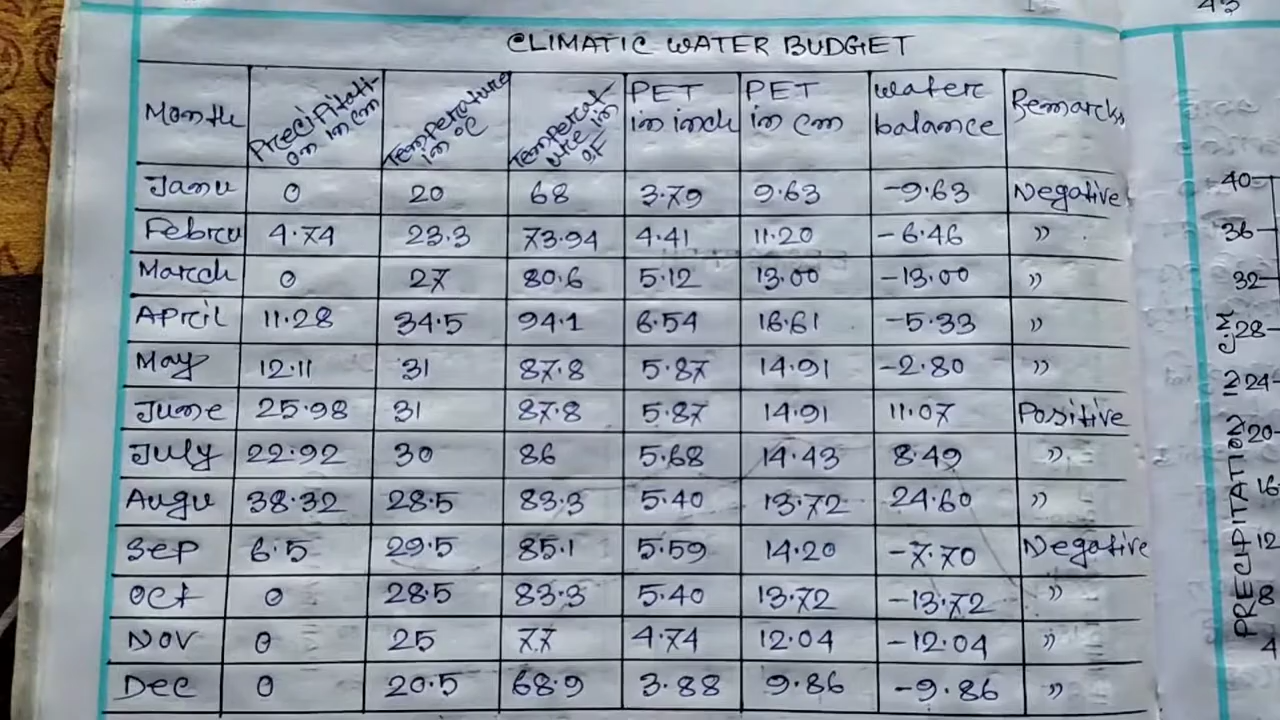 43
CLIMATIC WATER BUDGET
Month Precipitati-on in cm Temperature in °C Temperature in °F PET in inch PET in cm Water balance Remarks
Janu 0 20 68 3.79 9.63 -9.63 Negative
Febru 4.74 23.3 73.94 4.41 11.20 -6.46 ”
March 0 27 80.6 5.12 13.00 -13.00 ”
April 11.28 34.5 94.1 6.54 16.61 -5.33 ”
May 12.11 31 87.8 5.87 14.91 -2.80 ”
June 25.98 31 87.8 5.87 14.91 11.07 Positive
July 22.92 30 86 5.68 14.43 8.49 ”
Augu 38.32 28.5 83.3 5.40 13.72 24.60 ”
Sep 6.5 29.5 85.1 5.59 14.20 -7.70 Negative
Oct 0 28.5 83.3 5.40 13.72 -13.72 ”
Nov 0 25 77 4.74 12.04 -12.04 ”
Dec 0 20.5 68.9 3.88 9.86 -9.86 ”
40
36
32
28
24
20
16
12
8
4
PRECIPITATION IN C.M